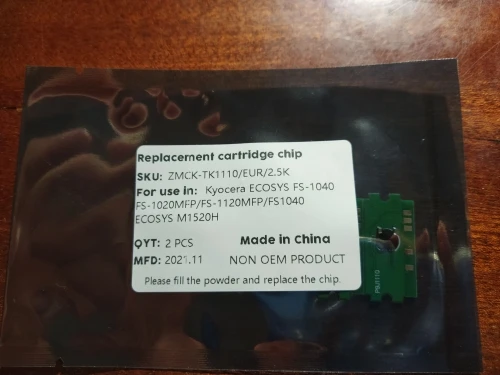 Replacement cartridge chip
SKU: ZMCK-TK1110/EUR/2.5K
For use in: Kyocera ECOSYS FS-1040
FS-1020MFP/FS-1120MFP/FS1040
ECOSYS M1520H
QYT: 2 PCS Made in China
MFD: 2021.11 NON OEM PRODUCT
Please fill the powder and replace the chip.